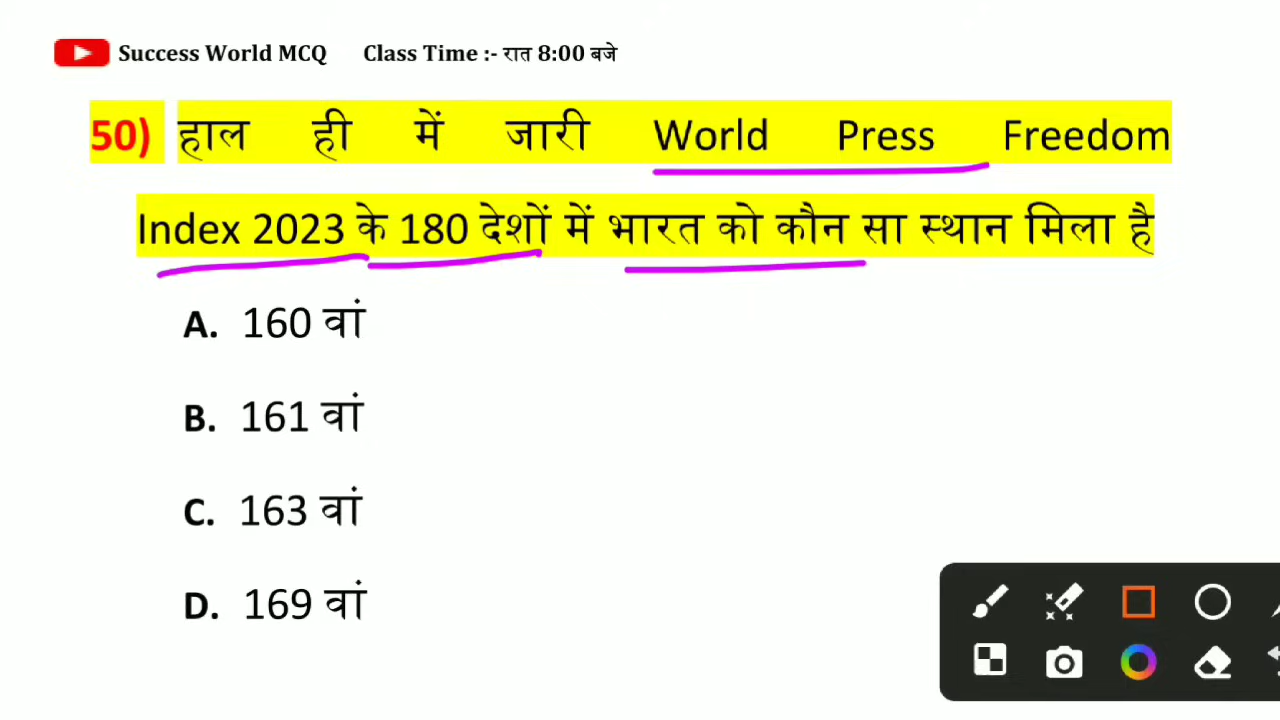 Success World MCQ Class Time :- रात 8:00 बजे
50) हाल ही में जारी World Press Freedom
Index 2023 के 180 देशों में भारत को कौन सा स्थान मिला है
A. 160 वां
B. 161 वां
C. 163 वां
D. 169 वां